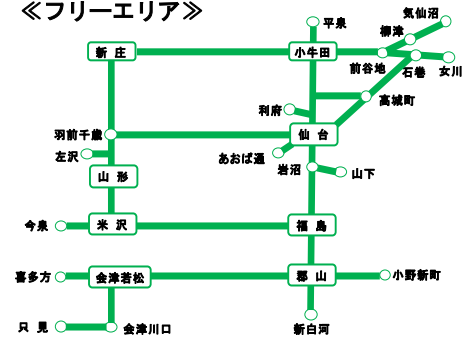 ≪フリーエリア≫
気仙沼
平泉
柳津
新庄
小牛田
前谷地
石巻
女川
高城町
利府
羽前千歳
仙台
左沢
あおば通
岩沼
山下
山形
今泉
米沢
福島
喜多方
会津若松
郡山
小野新町
只見
会津川口
新白河